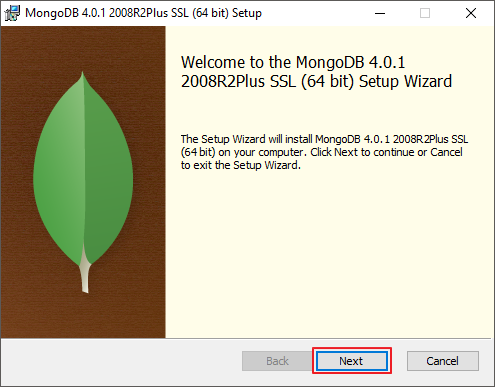 MongoDB 4.0.1 2008R2Plus SSL (64 bit) Setup
Welcome to the MongoDB 4.0.1
2008R2Plus SSL (64 bit) Setup Wizard
The Setup Wizard will install MongoDB 4.0.1 2008R2Plus SSL
(64 bit) on your computer. Click Next to continue or Cancel
to exit the Setup Wizard.
Back Next Cancel